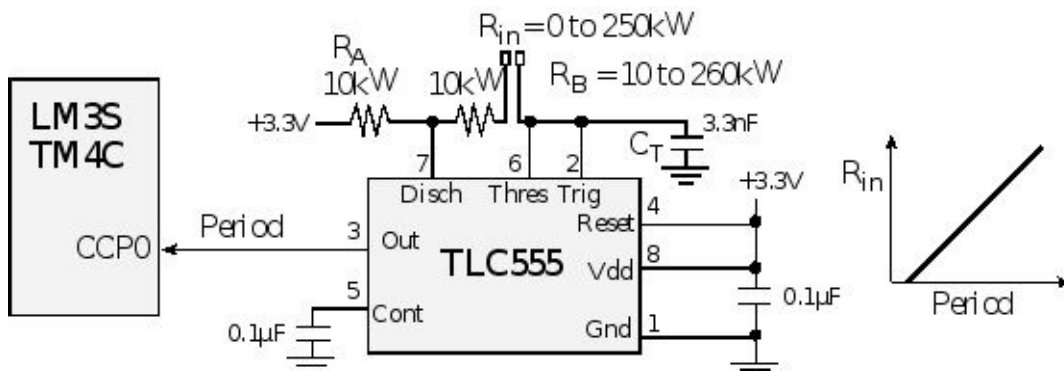 R_in = 0 to 250kW
R_A
10kW
10kW
R_B = 10 to 260kW
+3.3V
3.3nF
C_T
LM3S
TM4C
CCP0
Period
7
6
2
Disch
Thres
Trig
3
Out
Reset
4
+3.3V
TLC555
Vdd
8
5
Cont
0.1µF
Gnd
1
0.1µF
R_in
Period